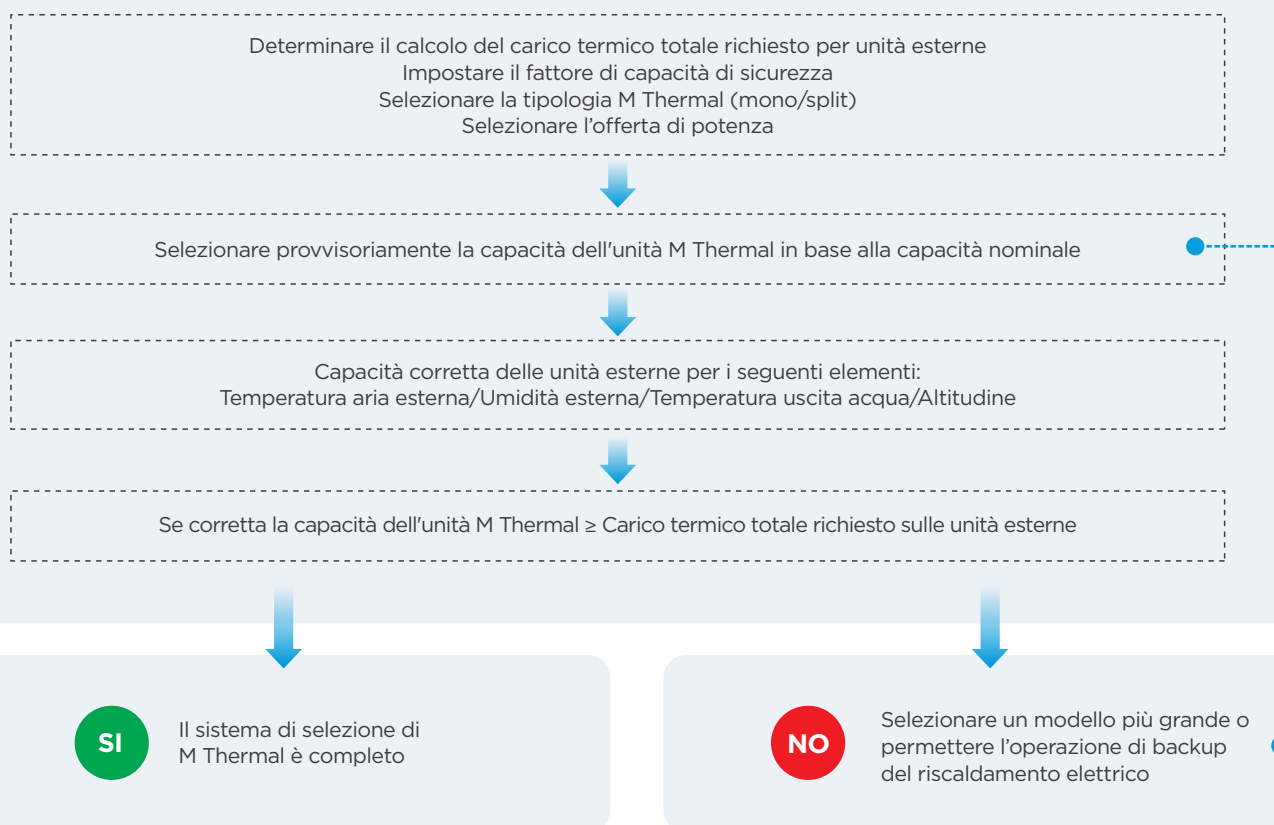 Determinare il calcolo del carico termico totale richiesto per unità esterne
Impostare il fattore di capacità di sicurezza
Selezionare la tipologia M Thermal (mono/split)
Selezionare l’offerta di potenza
Selezionare provvisoriamente la capacità dell'unità M Thermal in base alla capacità nominale
Capacità corretta delle unità esterne per i seguenti elementi:
Temperatura aria esterna/Umidità esterna/Temperatura uscita acqua/Altitudine
Se corretta la capacità dell'unità M Thermal ≥ Carico termico totale richiesto sulle unità esterne
SI
Il sistema di selezione di
M Thermal è completo
NO
Selezionare un modello più grande o
permettere l’operazione di backup
del riscaldamento elettrico